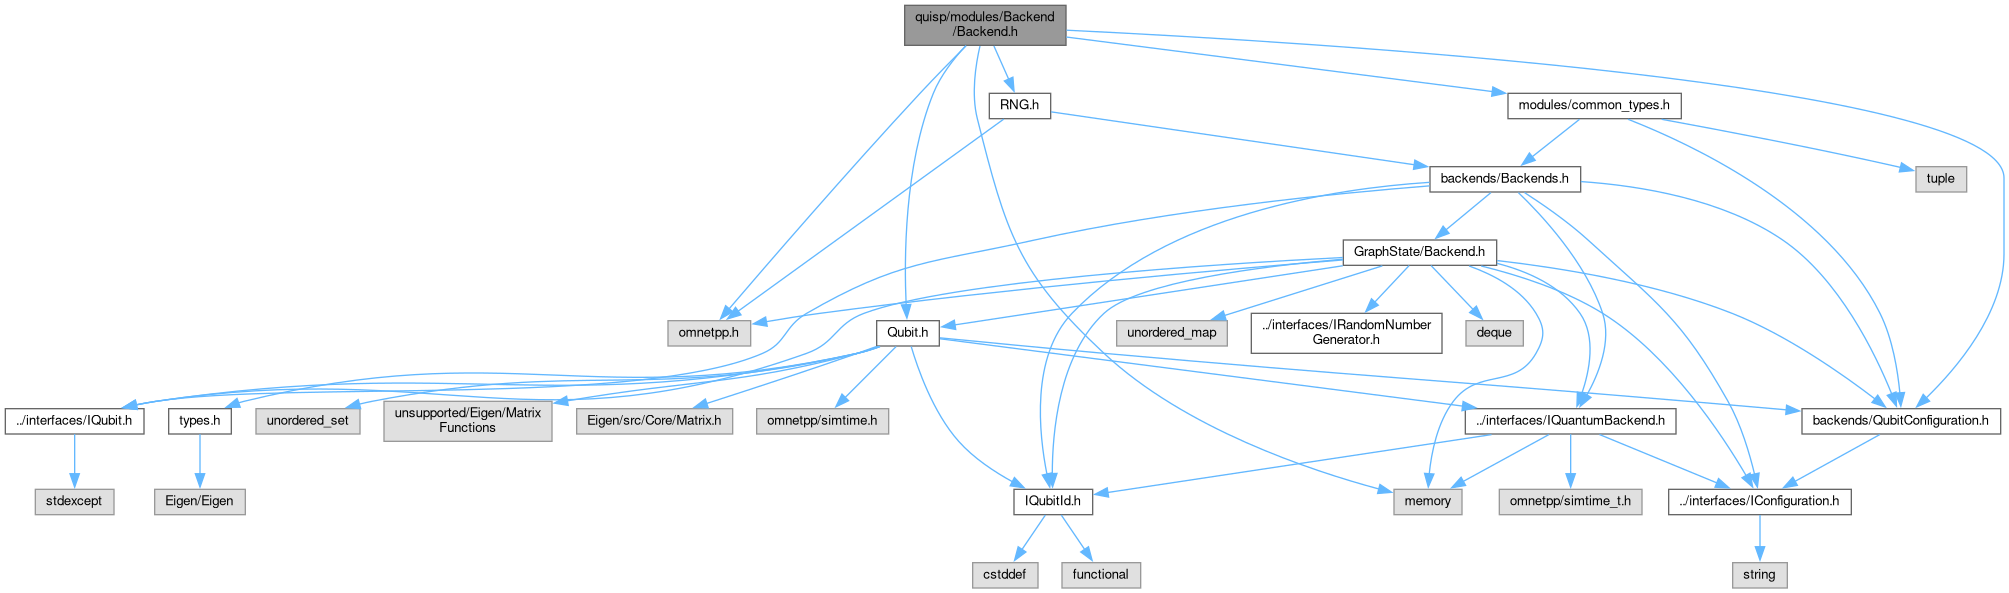 quisp/modules/Backend
/Backend.h
RNG.h
modules/common_types.h
backends/Backends.h
tuple
GraphState/Backend.h
omnetpp.h
Qubit.h
unordered_map
../interfaces/IRandomNumber
Generator.h
deque
../interfaces/IQubit.h
types.h
unordered_set
unsupported/Eigen/Matrix
Functions
Eigen/src/Core/Matrix.h
omnetpp/simtime.h
../interfaces/IQuantumBackend.h
backends/QubitConfiguration.h
stdexcept
Eigen/Eigen
IQubitId.h
memory
omnetpp/simtime_t.h
../interfaces/IConfiguration.h
cstddef
functional
string